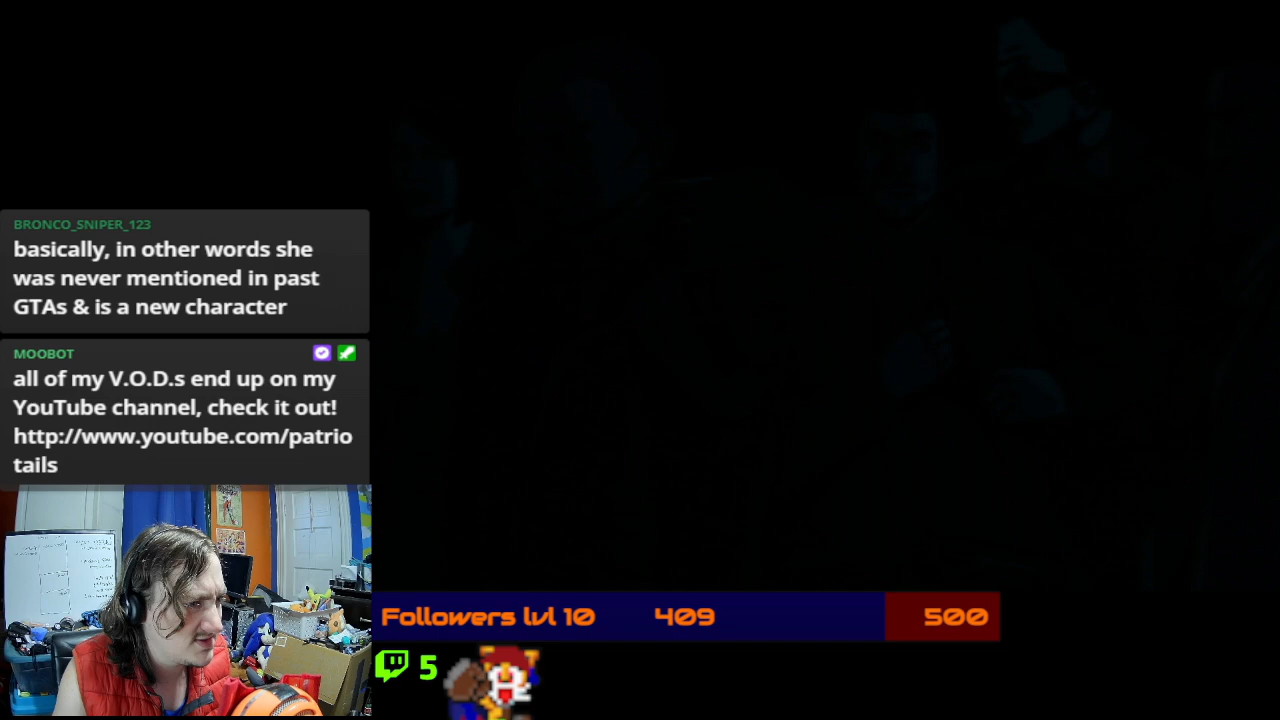 BRONCO_SNIPER_123
basically, in other words she
was never mentioned in past
GTAs & is a new character
MOOBOT
all of my V.O.D.s end up on my
YouTube channel, check it out!
http://www.youtube.com/patrio
tails
Followers lvl 10 409 500
5